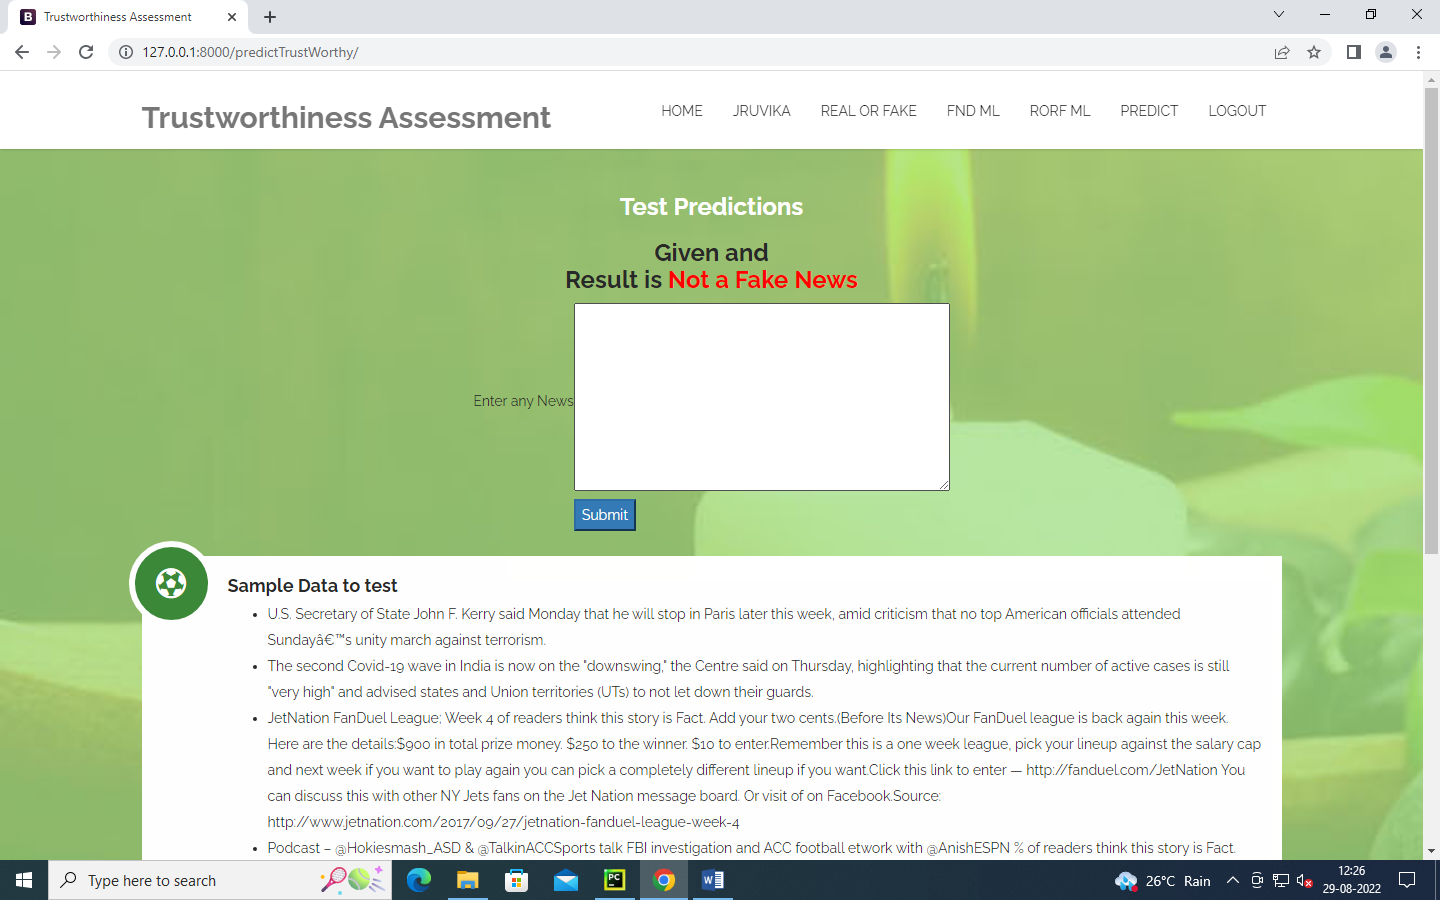 Trustworthiness Assessment
127.0.0.1:8000/predictTrustWorthy/
Trustworthiness Assessment
HOME JRUVIKA REAL OR FAKE FND ML RORF ML PREDICT LOGOUT
Test Predictions
Given and
Result is Not a Fake News
Enter any News
Submit
Sample Data to test
U.S. Secretary of State John F. Kerry said Monday that he will stop in Paris later this week, amid criticism that no top American officials attended
Sundayâ€™s unity march against terrorism.
The second Covid-19 wave in India is now on the "downswing," the Centre said on Thursday, highlighting that the current number of active cases is still
"very high" and advised states and Union territories (UTs) to not let down their guards.
JetNation FanDuel League; Week 4 of readers think this story is Fact. Add your two cents.(Before Its News)Our FanDuel league is back again this week.
Here are the details:$900 in total prize money. $250 to the winner. $10 to enter.Remember this is a one week league, pick your lineup against the salary cap
and next week if you want to play again you can pick a completely different lineup if you want.Click this link to enter — http://fanduel.com/JetNation You
can discuss this with other NY Jets fans on the Jet Nation message board. Or visit of on Facebook.Source:
http://www.jetnation.com/2017/09/27/jetnation-fanduel-league-week-4
Podcast – @Hokiesmash_ASD & @TalkinACCSports talk FBI investigation and ACC football etwork with @AnishESPN % of readers think this story is Fact.
Type here to search
26°C Rain
12:26
29-08-2022